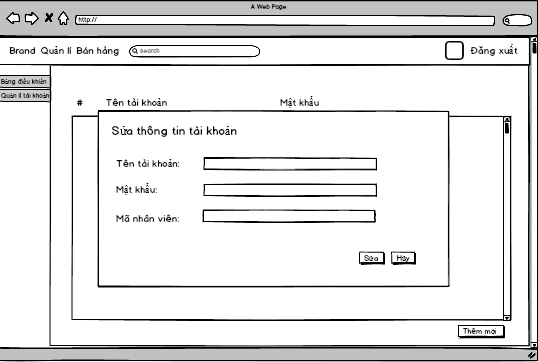 A Web Page
http://
Brand Quản lí Bán hàng search Đăng xuất
Bảng điều khiển
Quản lí tài khoản
# Tên tài khoản Mật khẩu
Sửa thông tin tài khoản
Tên tài khoản:
Mật khẩu:
Mã nhân viên:
Sửa Hủy
Thêm mới